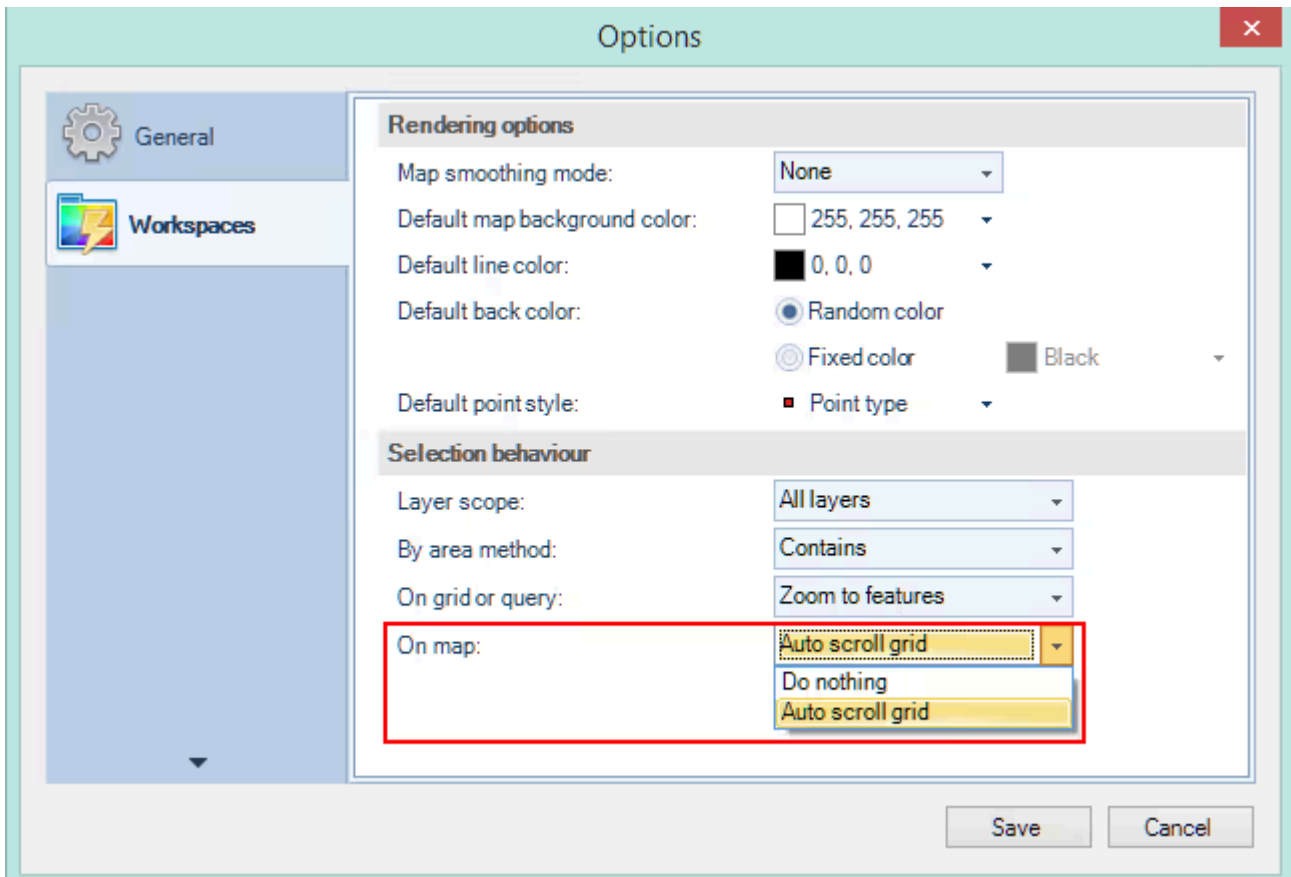 Options
General
Workspaces
Rendering options
Map smoothing mode: None
Default map background color: 255, 255, 255
Default line color: 0, 0, 0
Default back color: Random color
Fixed color Black
Default point style: Point type
Selection behaviour
Layer scope: All layers
By area method: Contains
On grid or query: Zoom to features
On map: Auto scroll grid
Do nothing
Auto scroll grid
Save Cancel